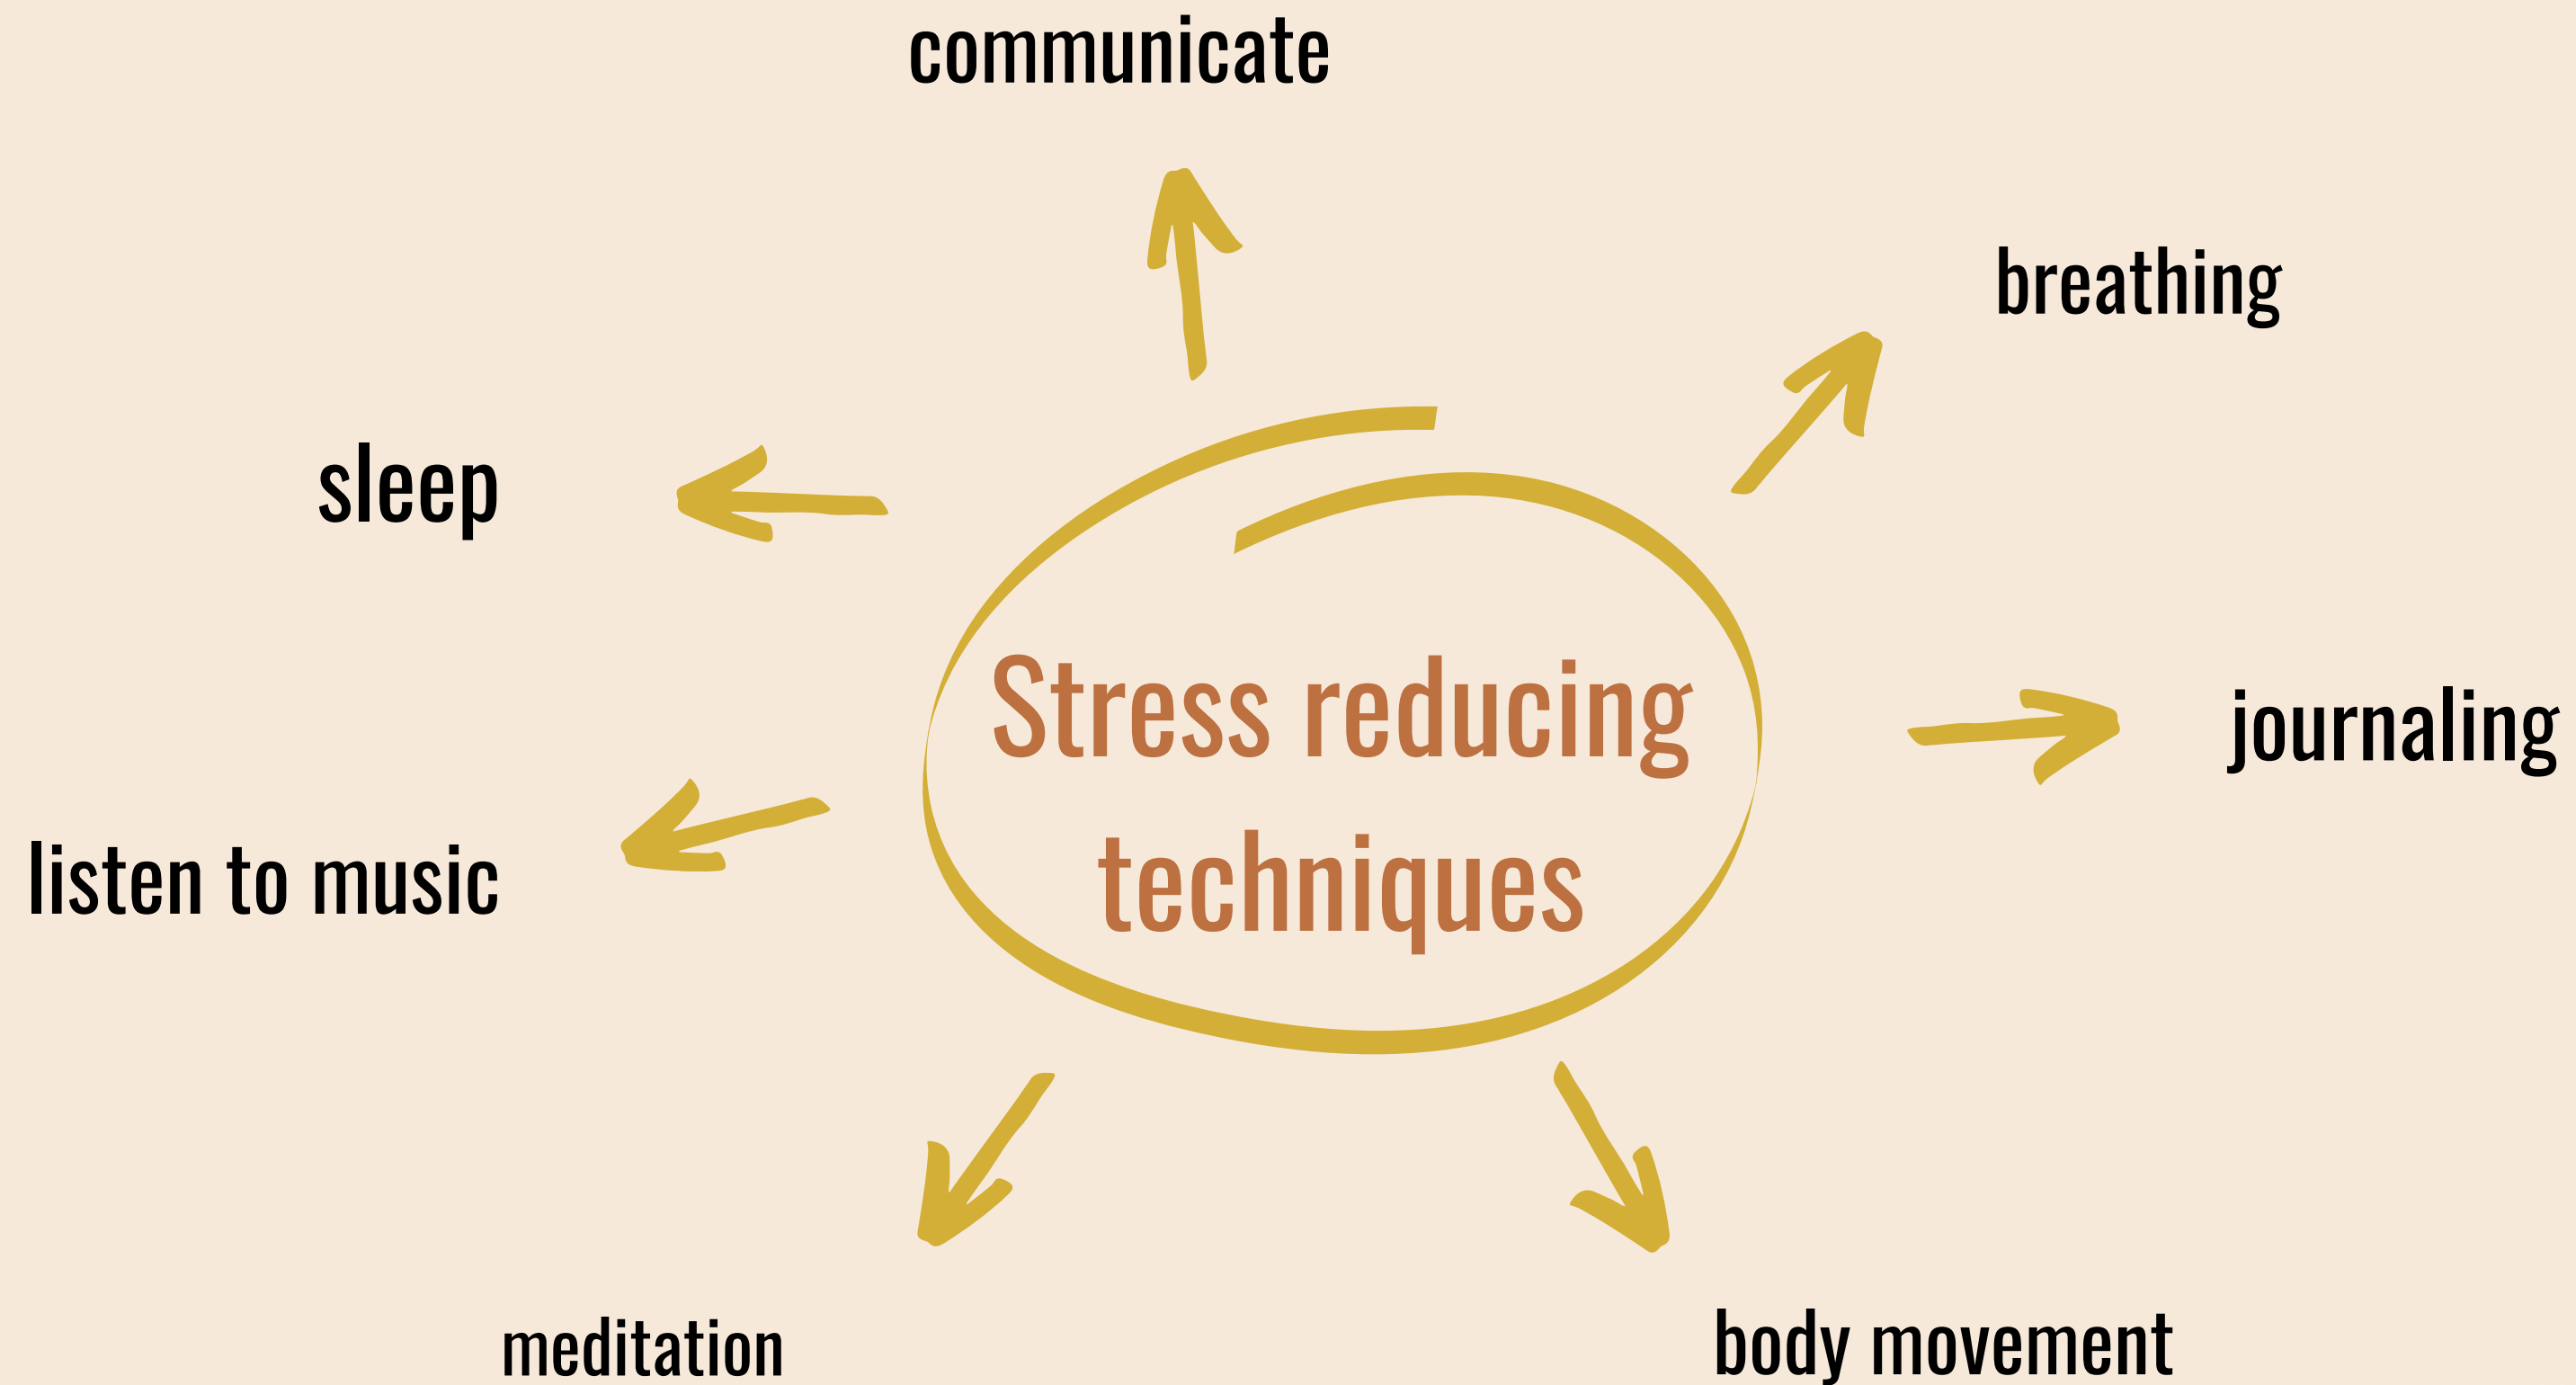 communicate
breathing
sleep
Stress reducing
techniques
journaling
listen to music
meditation
body movement